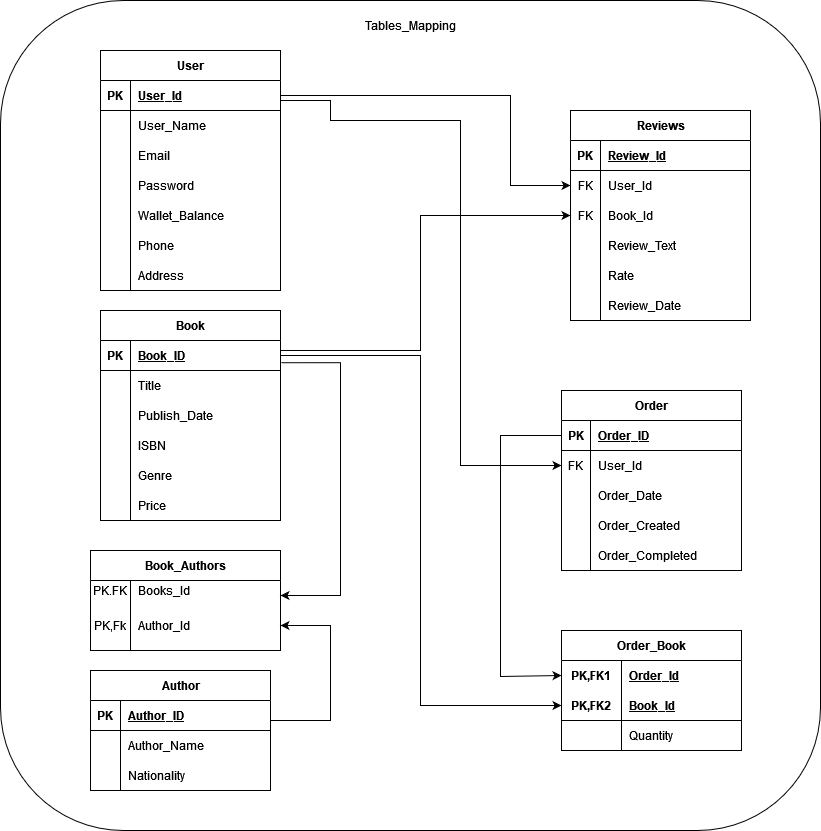 Tables_Mapping
User
PK User_Id
User_Name
Email
Password
Wallet_Balance
Phone
Address
Reviews
PK Review_Id
FK User_Id
FK Book_Id
Review_Text
Rate
Review_Date
Book
PK Book_ID
Title
Publish_Date
ISBN
Genre
Price
Order
PK Order_ID
FK User_Id
Order_Date
Order_Created
Order_Completed
Book_Authors
PK.FK Books_Id
PK,Fk Author_Id
Order_Book
PK,FK1 Order_Id
PK,FK2 Book_Id
Quantity
Author
PK Author_ID
Author_Name
Nationality